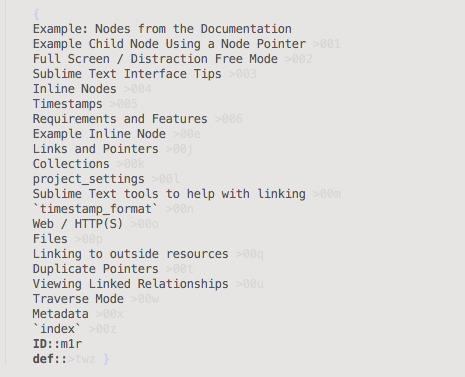 {
Example: Nodes from the Documentation
Example Child Node Using a Node Pointer >001
Full Screen / Distraction Free Mode >002
Sublime Text Interface Tips >003
Inline Nodes >004
Timestamps >005
Requirements and Features >006
Example Inline Node >00e
Links and Pointers >00j
Collections >00k
project_settings >00l
Sublime Text tools to help with linking >00m
`timestamp_format` >00n
Web / HTTP(S) >00o
Files >00p
Linking to outside resources >00q
Duplicate Pointers >00t
Viewing Linked Relationships >00u
Traverse Mode >00w
Metadata >00x
`index` >00z
ID::m1r
def::>twz }